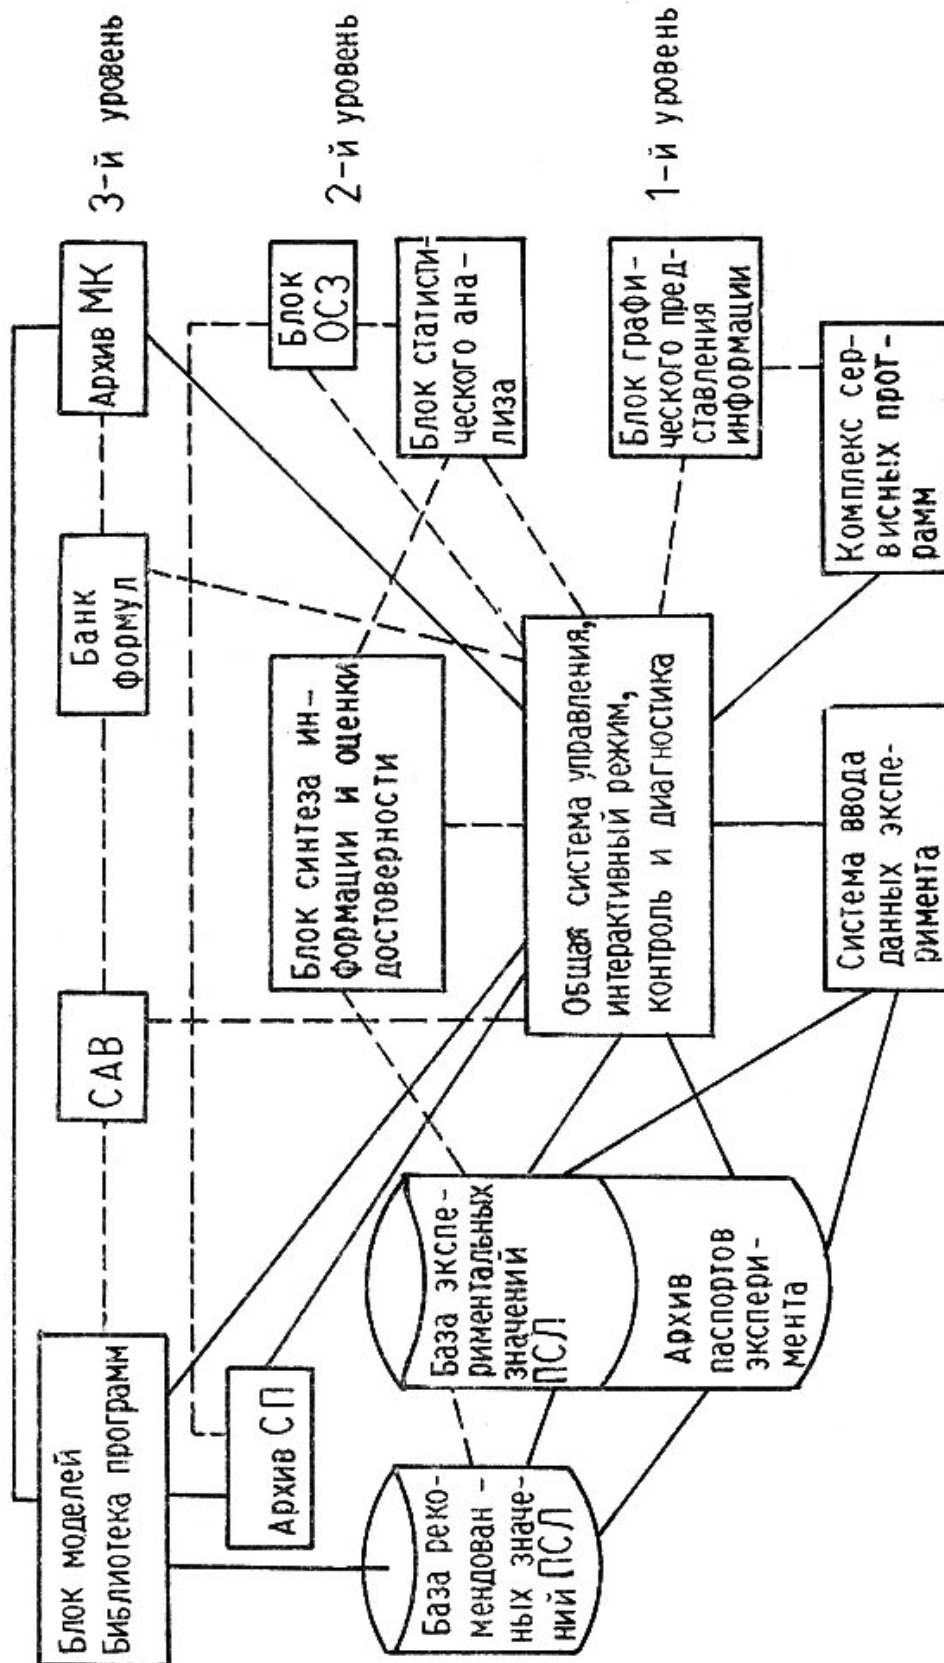 Блок моделей
Библиотека программ
САВ
Банк
формул
Архив МК
3-й уровень
Архив СП
Блок синтеза ин-
формации и оценки
достоверности
Блок
ОСЗ
Блок статисти-
ческого ана-
лиза
2-й уровень
База реко-
мендован-
ных значе-
ний ПСЛ
База экспе-
риментальных
значений
ПСЛ
Архив
паспортов
экспери-
мента
Общая система управления,
интерактивный режим,
контроль и диагностика
Блок графи-
ческого пред-
ставления
информации
1-й уровень
Система ввода
данных экспе-
римента
Комплекс сер-
висных прог-
рамм